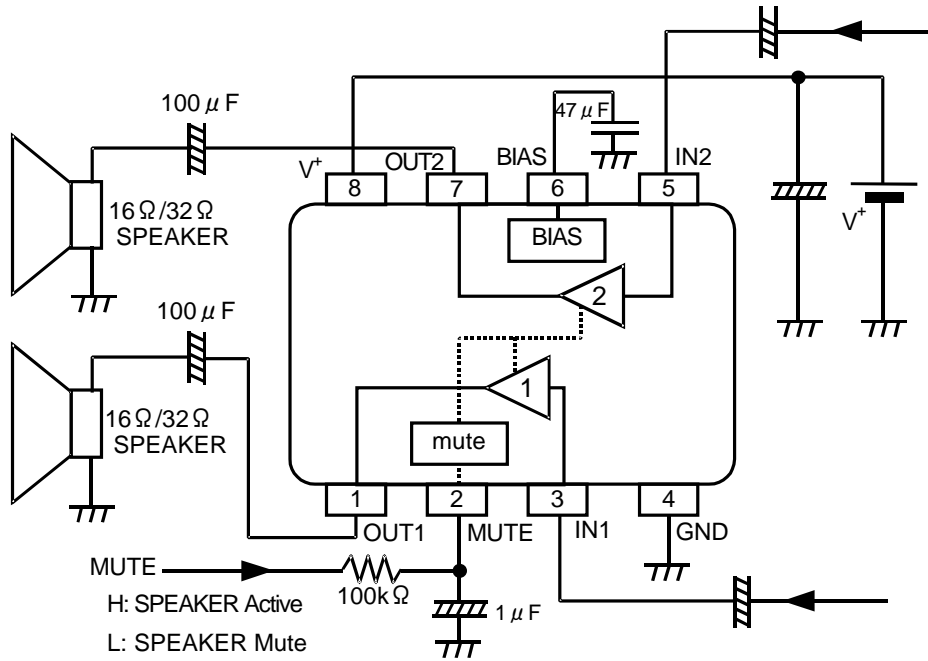 100μF
47μF
V+
OUT2
BIAS
IN2
8
7
6
5
16Ω/32Ω
SPEAKER
BIAS
V+
2
100μF
1
16Ω/32Ω
SPEAKER
mute
1
2
3
4
OUT1
MUTE
IN1
GND
MUTE
100kΩ
H: SPEAKER Active
1μF
L: SPEAKER Mute